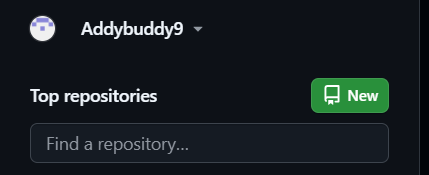 Addybuddy9
Top repositories
New
Find a repository...